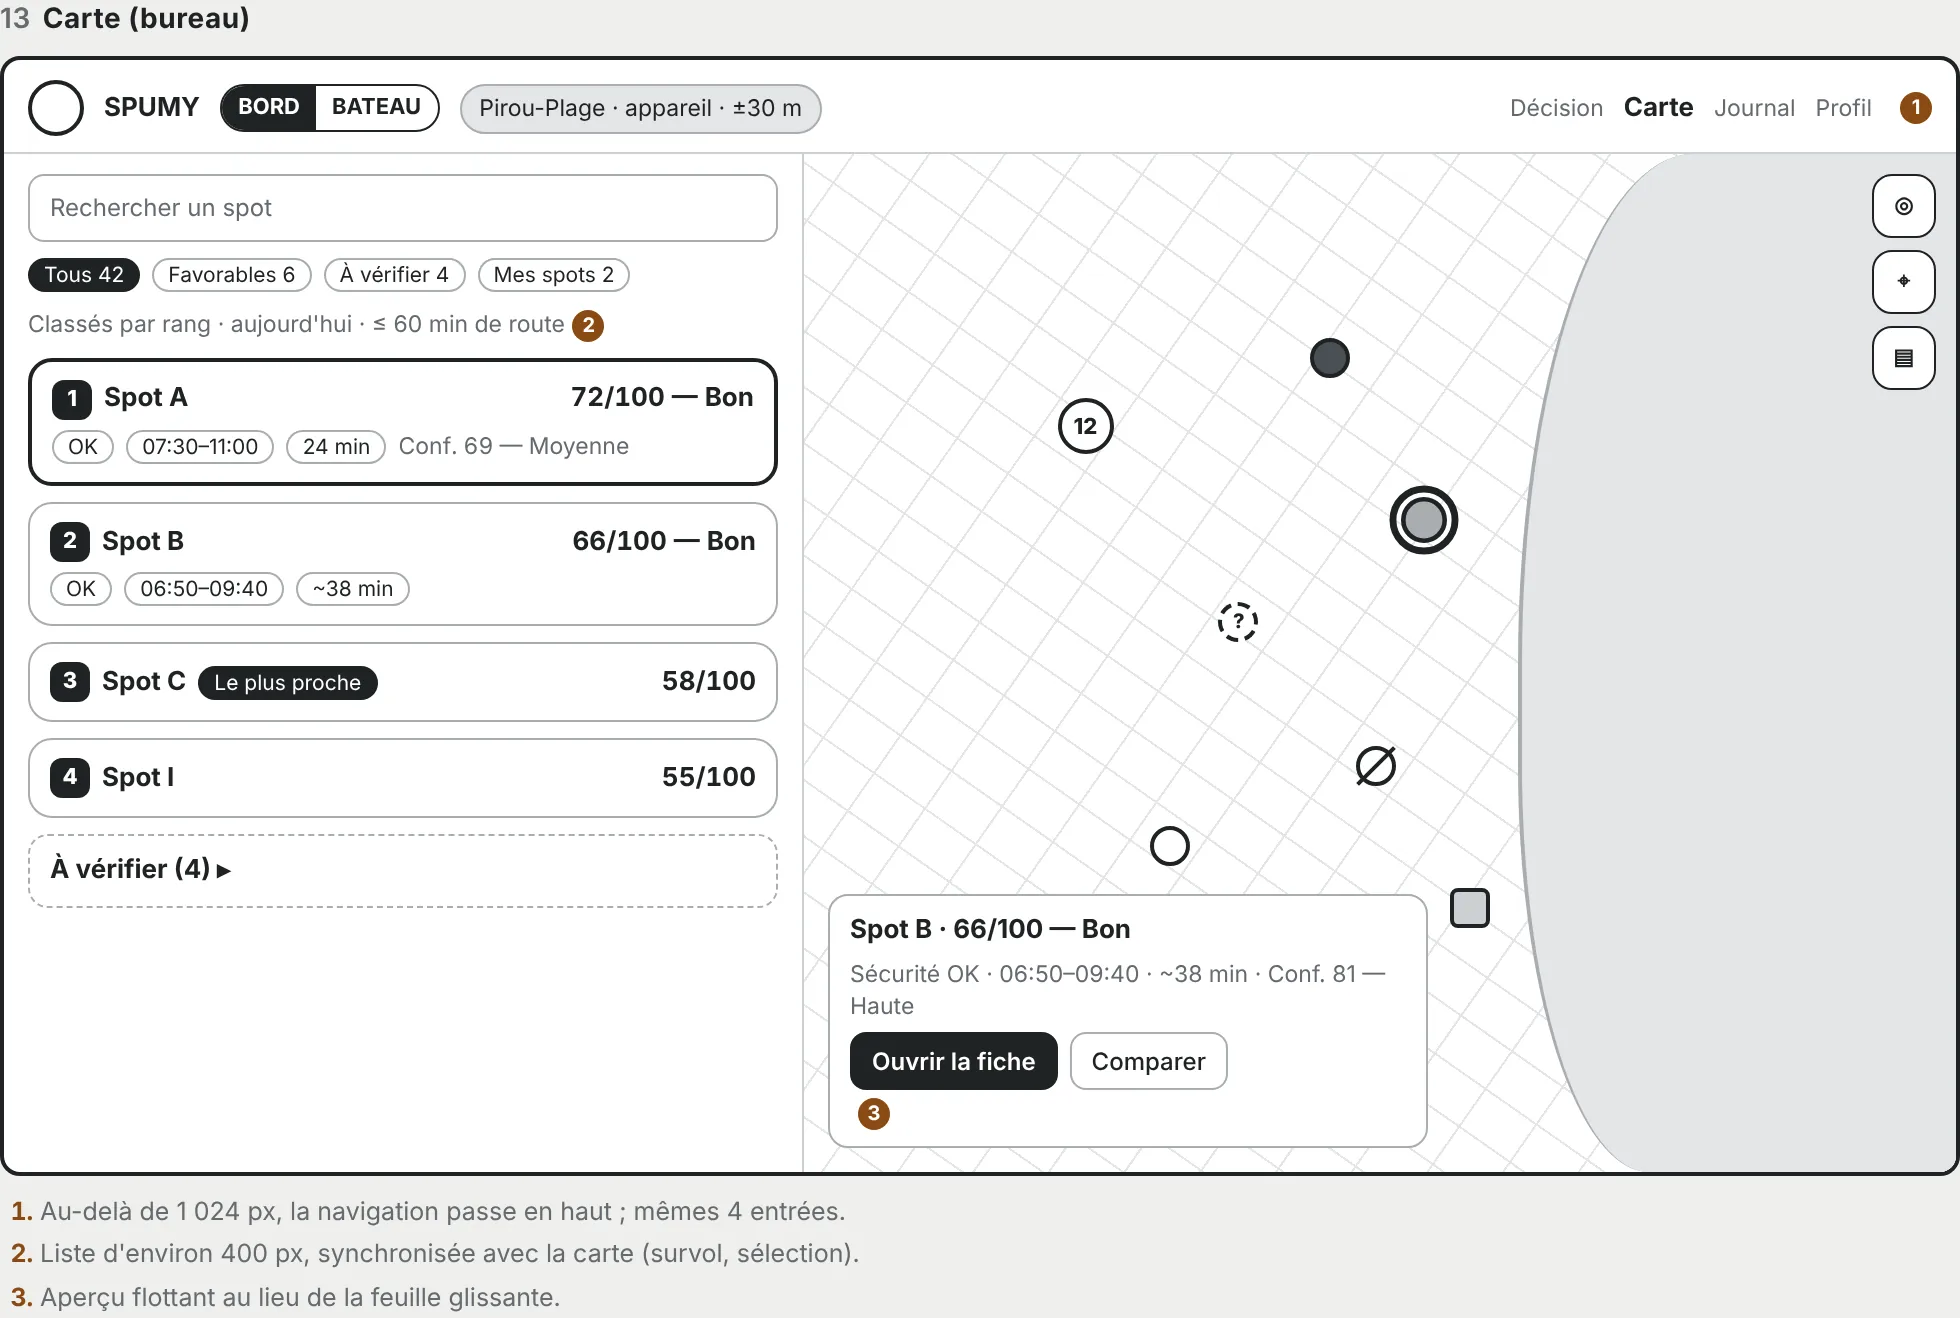 13 Carte (bureau)
SPUMY BORD BATEAU Pirou-Plage · appareil · ±30 m Décision Carte Journal Profil 1
Rechercher un spot
Tous 42 Favorables 6 À vérifier 4 Mes spots 2
Classés par rang · aujourd'hui · ≤ 60 min de route 2
1 Spot A 72/100 — Bon
OK 07:30–11:00 24 min Conf. 69 — Moyenne
2 Spot B 66/100 — Bon
OK 06:50–09:40 ~38 min
3 Spot C Le plus proche 58/100
4 Spot I 55/100
À vérifier (4) ▸
12
?
Spot B · 66/100 — Bon
Sécurité OK · 06:50–09:40 · ~38 min · Conf. 81 —
Haute
Ouvrir la fiche Comparer
3
1. Au-delà de 1 024 px, la navigation passe en haut ; mêmes 4 entrées.
2. Liste d'environ 400 px, synchronisée avec la carte (survol, sélection).
3. Aperçu flottant au lieu de la feuille glissante.